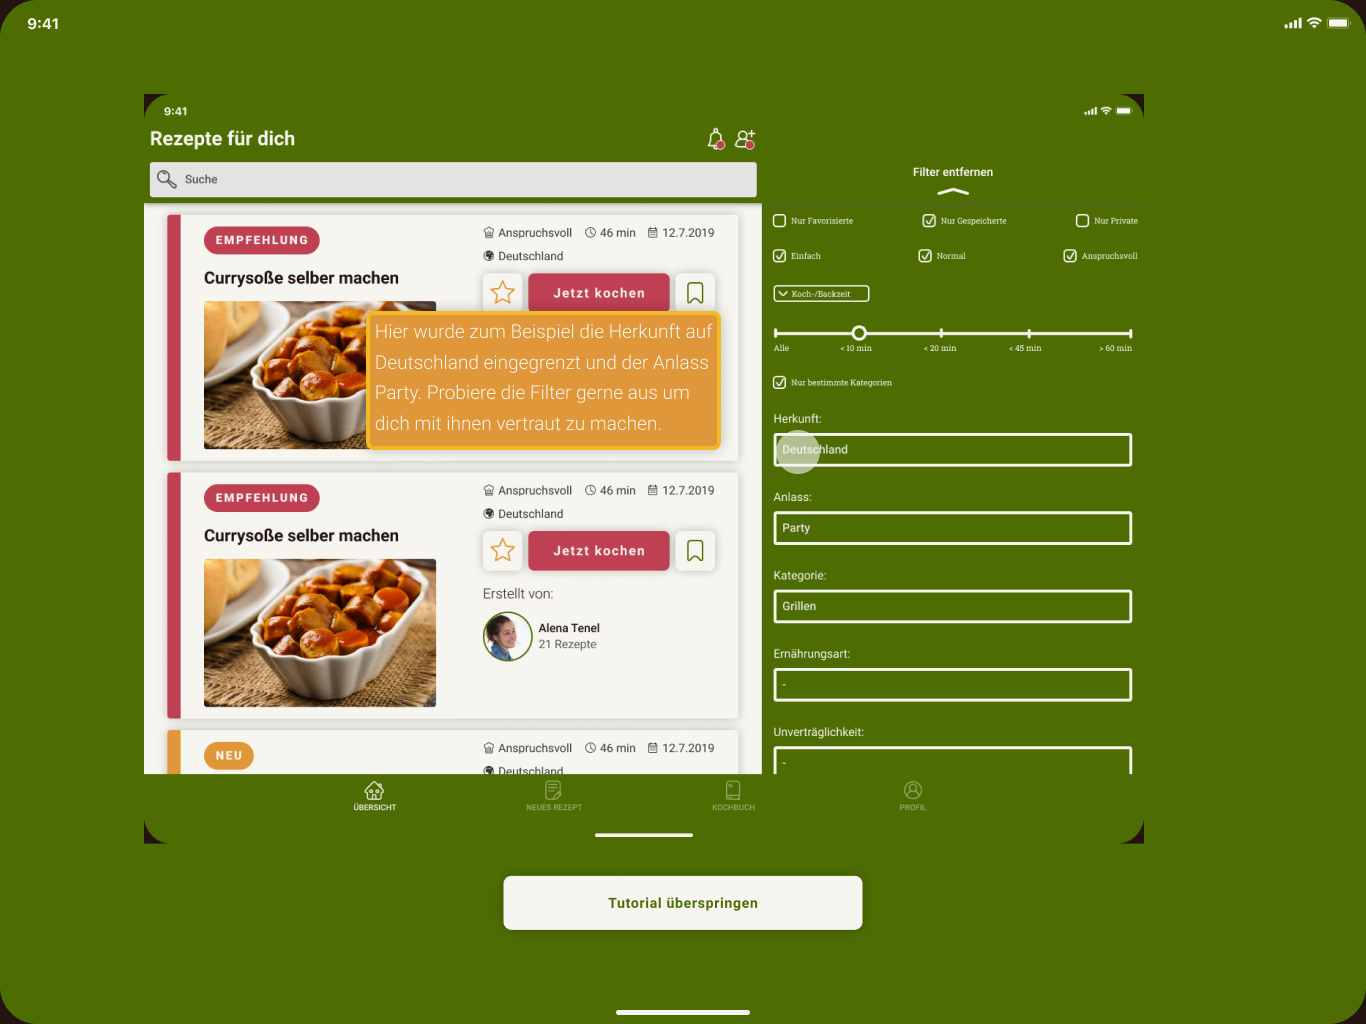 9:41
9:41
Rezepte für dich
Suche
EMPFEHLUNG
Currysoße selber machen
Anspruchsvoll 46 min 12.7.2019
Deutschland
Jetzt kochen
Hier wurde zum Beispiel die Herkunft auf
Deutschland eingegrenzt und der Anlass
Party. Probiere die Filter gerne aus um
dich mit ihnen vertraut zu machen.
EMPFEHLUNG
Currysoße selber machen
Anspruchsvoll 46 min 12.7.2019
Deutschland
Jetzt kochen
Erstellt von:
Alena Tenel
21 Rezepte
NEU
Anspruchsvoll 46 min 12.7.2019
Deutschland
Filter entfernen
Nur Favorisierte Nur Gespeicherte Nur Private
Einfach Normal Anspruchsvoll
Koch-/Backzeit
Alle < 10 min < 20 min < 45 min > 60 min
Nur bestimmte Kategorien
Herkunft:
Deutschland
Anlass:
Party
Kategorie:
Grillen
Ernährungsart:
-
Unverträglichkeit:
-
ÜBERSICHT NEUES REZEPT KOCHBUCH PROFIL
Tutorial überspringen